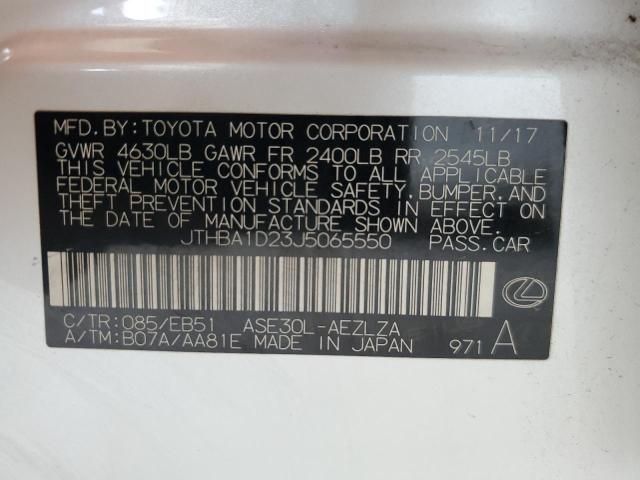 MFD.BY:TOYOTA MOTOR CORPORATION 11/17
GVWR 4630LB GAWR FR 2400LB RR 2545LB
THIS VEHICLE CONFORMS TO ALL APPLICABLE
FEDERAL MOTOR VEHICLE SAFETY,BUMPER,AND
THEFT PREVENTION STANDARDS IN EFFECT ON
THE DATE OF MANUFACTURE SHOWN ABOVE.
JTHBA1D23J5065550 PASS.CAR
C/TR:085/EB51 ASE30L-AEZLZA
A/TM:B07A/AA81E MADE IN JAPAN 971 A